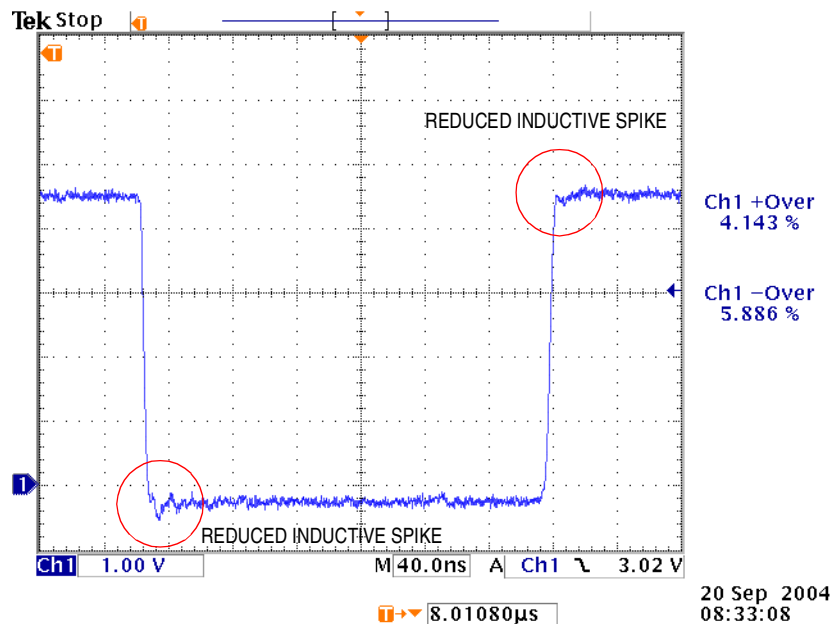 Tek Stop
T
T
REDUCED INDUCTIVE SPIKE
Ch1 +Over
4.143 %
Ch1 −Over
5.886 %
1
REDUCED INDUCTIVE SPIKE
Ch1 1.00 V M 40.0ns A Ch1 3.02 V
T 8.01080µs
20 Sep 2004
08:33:08